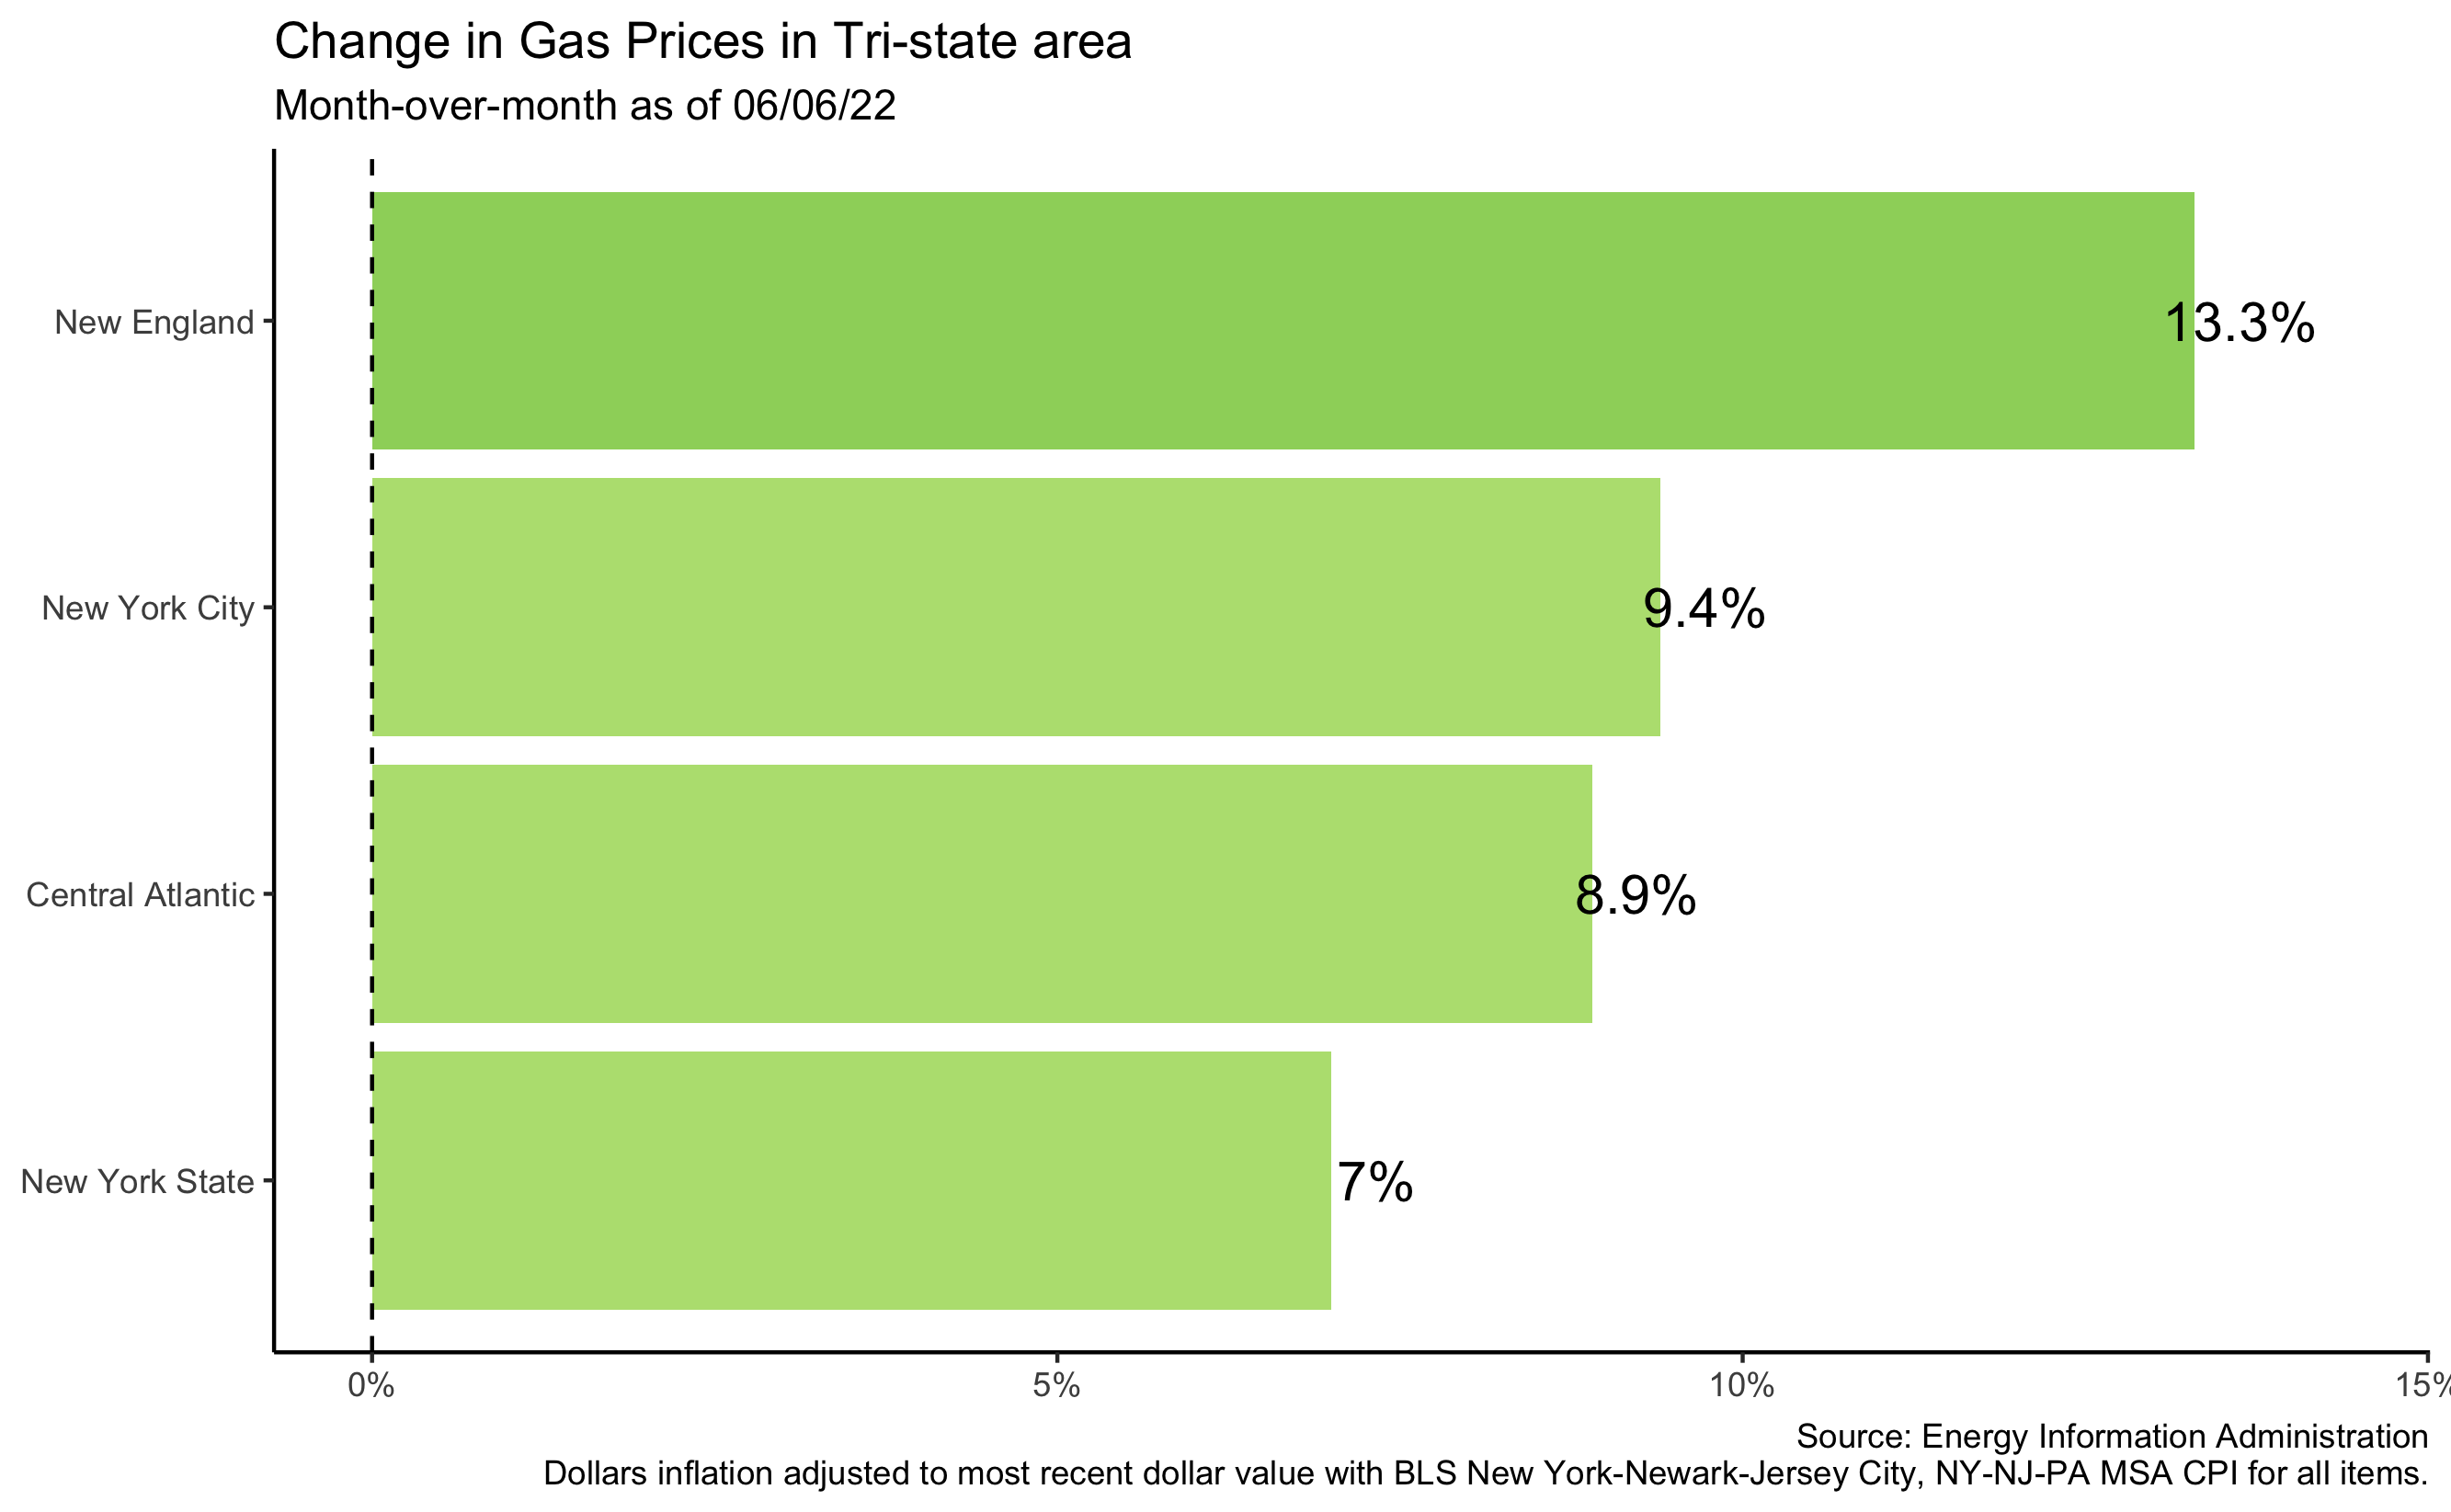 Change in Gas Prices in Tri-state area
Month-over-month as of 06/06/22
New England
13.3%
New York City
9.4%
Central Atlantic
8.9%
New York State
7%
0%
5%
10%
15%
Source: Energy Information Administration
Dollars inflation adjusted to most recent dollar value with BLS New York-Newark-Jersey City, NY-NJ-PA MSA CPI for all items.